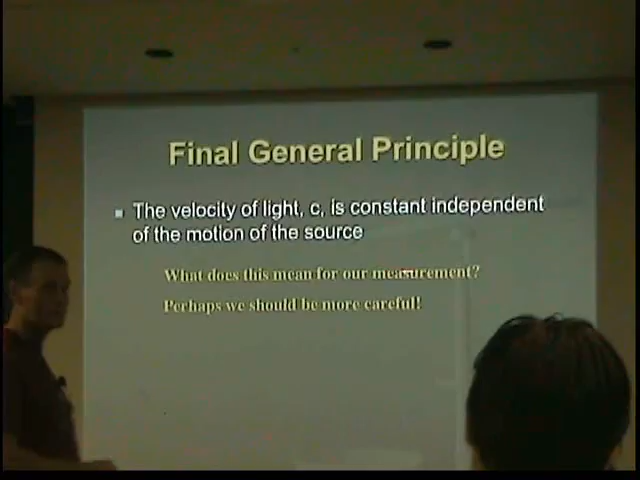 Final General Principle
The velocity of light, c, is constant independent
of the motion of the source
What does this mean for our measurement?
Perhaps we should be more careful!